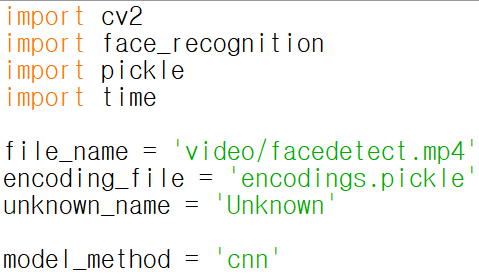 import cv2
import face_recognition
import pickle
import time
file_name = 'video/facedetect.mp4'
encoding_file = 'encodings.pickle'
unknown_name = 'Unknown'
model_method = 'cnn'